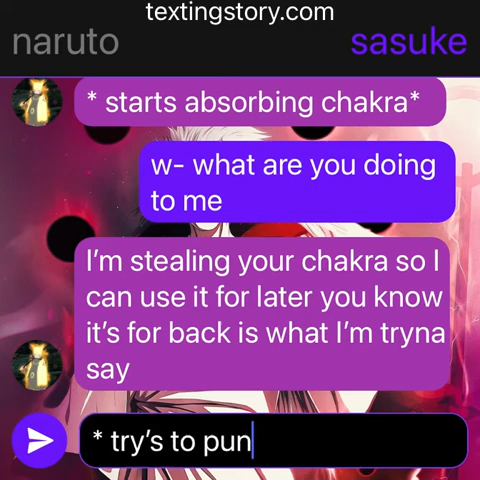 textingstory.com
naruto
sasuke
* starts absorbing chakra*
w- what are you doing
to me
I'm stealing your chakra so I
can use it for later you know
it's for back is what I'm tryna
say
* try's to pun